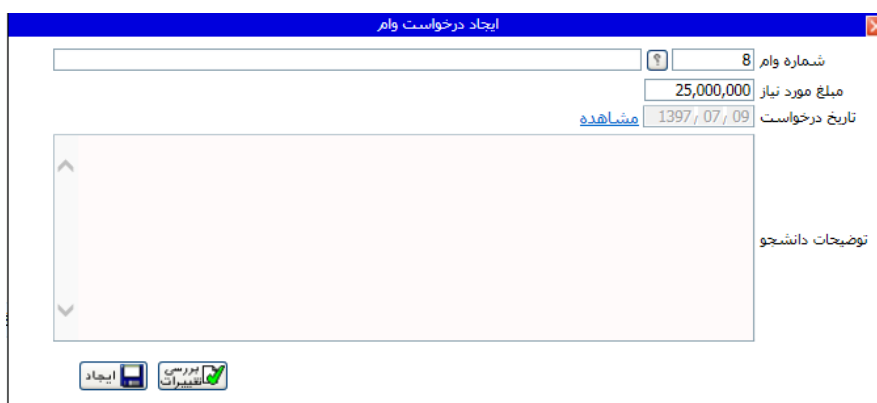 ایجاد درخواست وام
شماره وام 8 ؟
مبلغ مورد نیاز 25,000,000
تاریخ درخواست 1397/07/09 مشاهده
توضیحات دانشجو
بررسی تغییرات ایجاد